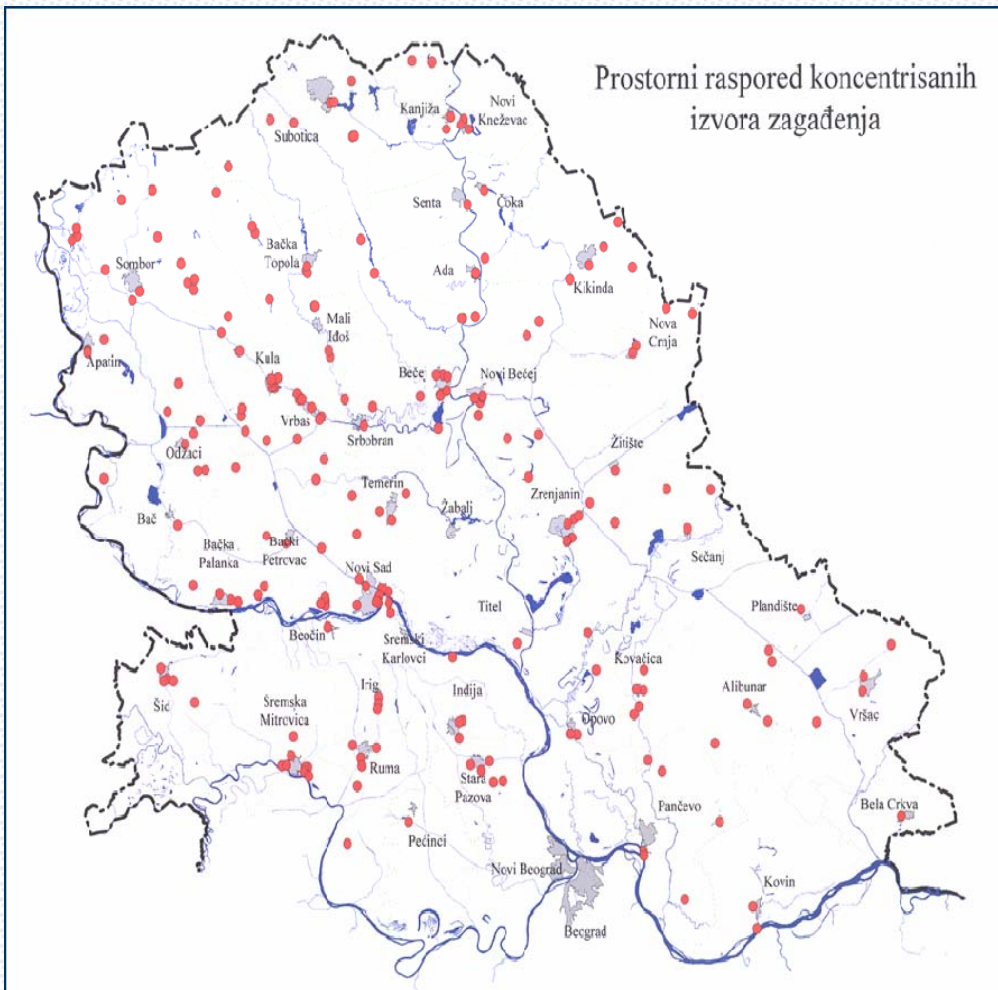 Prostorni raspored koncentrisanih
izvora zagađenja
Subotica
Kanjiža
Novi
Kneževac
Senta
Čoka
Sombor
Bačka
Topola
Ada
Kikinda
Mali
Iđoš
Nova
Crnja
Apatin
Kula
Bečej
Novi Bečej
Vrbas
Srbobran
Odžaci
Žitište
Temerin
Žabalj
Zrenjanin
Bač
Bačka
Palanka
Bački
Petrovac
Sečanj
Novi Sad
Titel
Plandište
Beočin
Sremski
Karlovci
Kovačica
Šid
Sremska
Mitrovica
Irig
Inđija
Alibunar
Vršac
Opovo
Ruma
Stara
Pazova
Pećinci
Pančevo
Bela Crkva
Novi Beograd
Kovin
Beograd